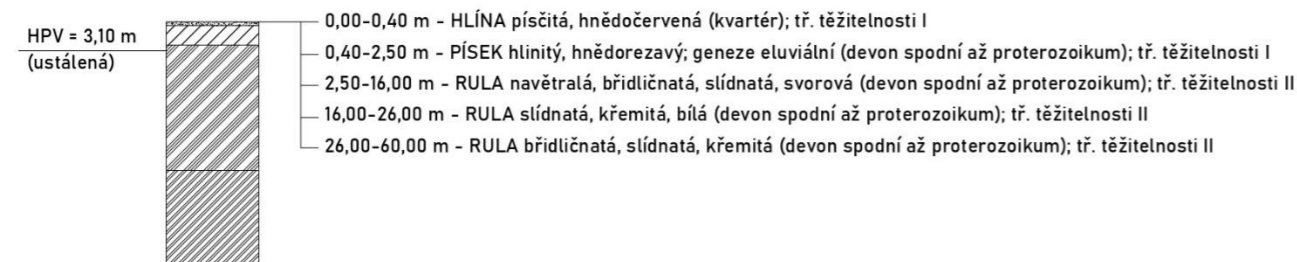 HPV = 3,10 m
(ustálená)
0,00-0,40 m - HLÍNA písčitá, hnědočervená (kvartér); tř. těžitelnosti I
0,40-2,50 m - PÍSEK hlinitý, hnědorezavý; geneze eluviální (devon spodní až proterozoikum); tř. těžitelnosti I
2,50-16,00 m - RULA navětralá, břidličnatá, slídnatá, svorová (devon spodní až proterozoikum); tř. těžitelnosti II
16,00-26,00 m - RULA slídnatá, křemitá, bílá (devon spodní až proterozoikum); tř. těžitelnosti II
26,00-60,00 m - RULA břidličnatá, slídnatá, křemitá (devon spodní až proterozoikum); tř. těžitelnosti II